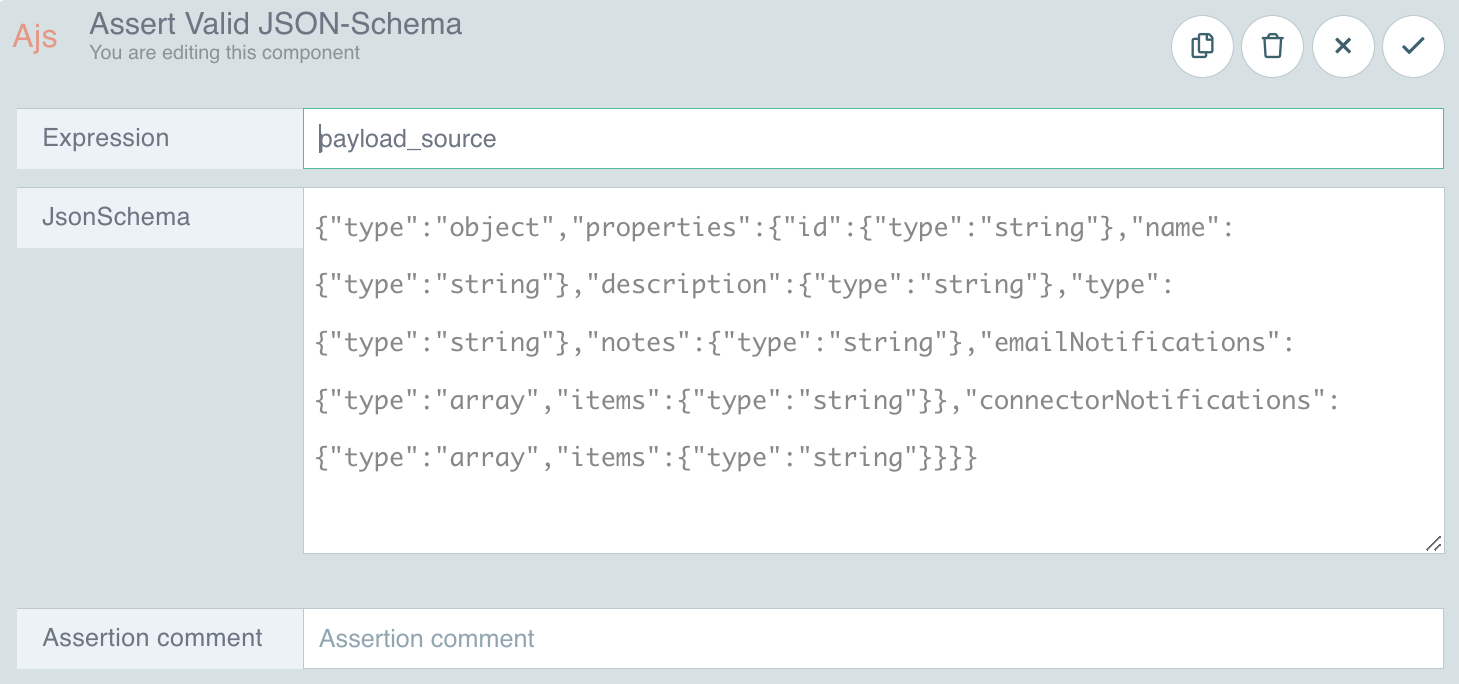 Ajs
Assert Valid JSON-Schema
You are editing this component
Expression
payload_source
JsonSchema
{"type":"object","properties":{"id":{"type":"string"},"name":
{"type":"string"},"description":{"type":"string"},"type":
{"type":"string"},"notes":{"type":"string"},"emailNotifications":
{"type":"array","items":{"type":"string"}},"connectorNotifications":
{"type":"array","items":{"type":"string"}}}}
Assertion comment
Assertion comment